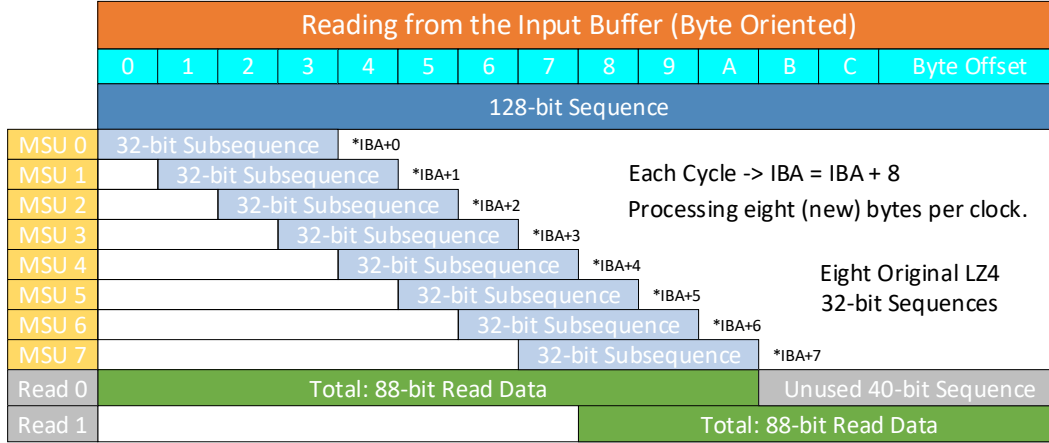 Reading from the Input Buffer (Byte Oriented)
0 1 2 3 4 5 6 7 8 9 A B C Byte Offset
128-bit Sequence
MSU 0 32-bit Subsequence *IBA+0
MSU 1 32-bit Subsequence *IBA+1
MSU 2 32-bit Subsequence *IBA+2
MSU 3 32-bit Subsequence *IBA+3
MSU 4 32-bit Subsequence *IBA+4
MSU 5 32-bit Subsequence *IBA+5
MSU 6 32-bit Subsequence *IBA+6
MSU 7 32-bit Subsequence *IBA+7
Each Cycle -> IBA = IBA + 8
Processing eight (new) bytes per clock.
Eight Original LZ4
32-bit Sequences
Read 0 Total: 88-bit Read Data Unused 40-bit Sequence
Read 1 Total: 88-bit Read Data